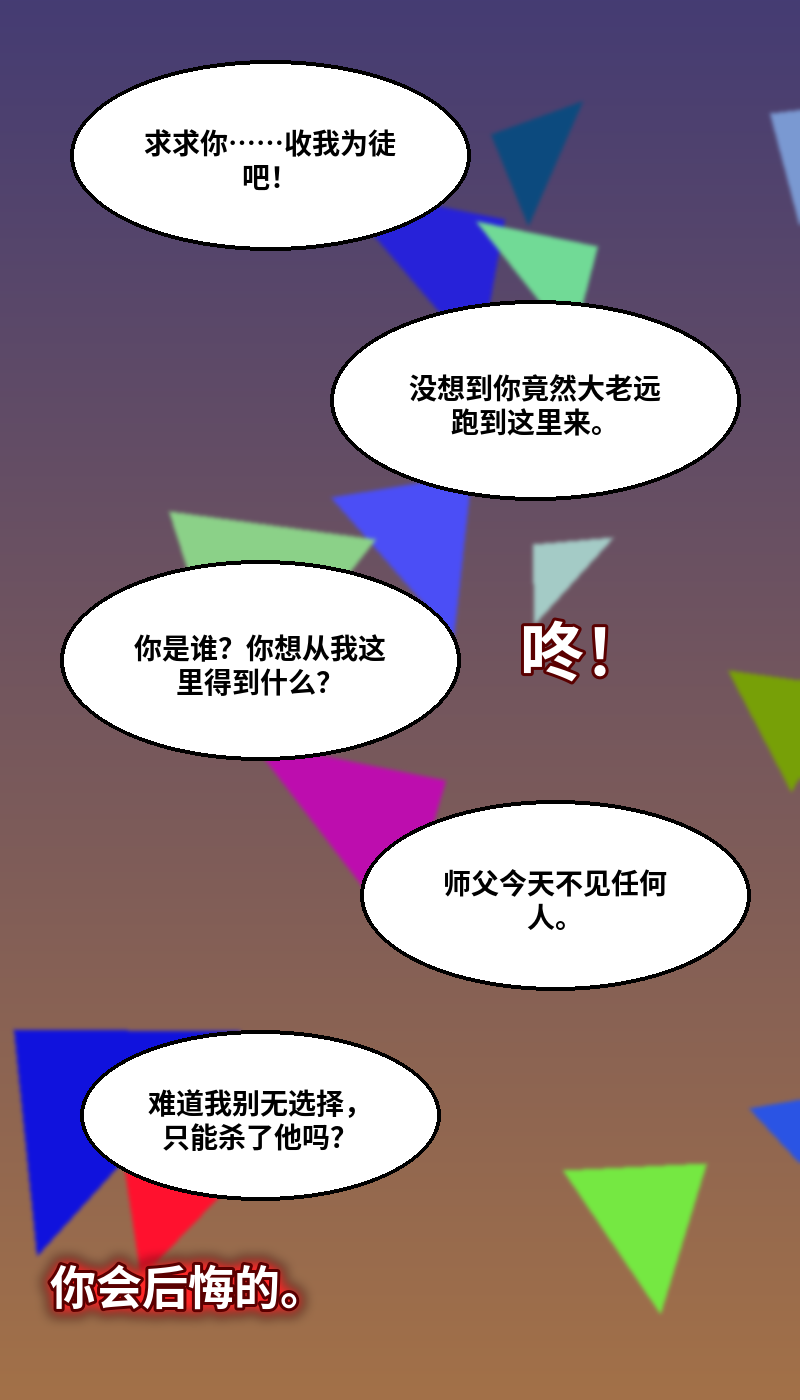 求求你……收我为徒
吧！
没想到你竟然大老远
跑到这里来。
你是谁？你想从我这
里得到什么？
咚！
师父今天不见任何
人。
难道我别无选择，
只能杀了他吗？
你会后悔的。